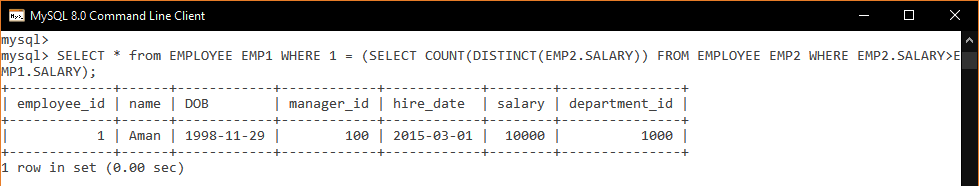 MySQL 8.0 Command Line Client
mysql>
mysql> SELECT * from EMPLOYEE EMP1 WHERE 1 = (SELECT COUNT(DISTINCT(EMP2.SALARY)) FROM EMPLOYEE EMP2 WHERE EMP2.SALARY>E
MP1.SALARY);
+-------------+------+------------+------------+------------+--------+---------------+
| employee_id | name | DOB        | manager_id | hire_date  | salary | department_id |
+-------------+------+------------+------------+------------+--------+---------------+
|           1 | Aman | 1998-11-29 |        100 | 2015-03-01 |  10000 |          1000 |
+-------------+------+------------+------------+------------+--------+---------------+
1 row in set (0.00 sec)